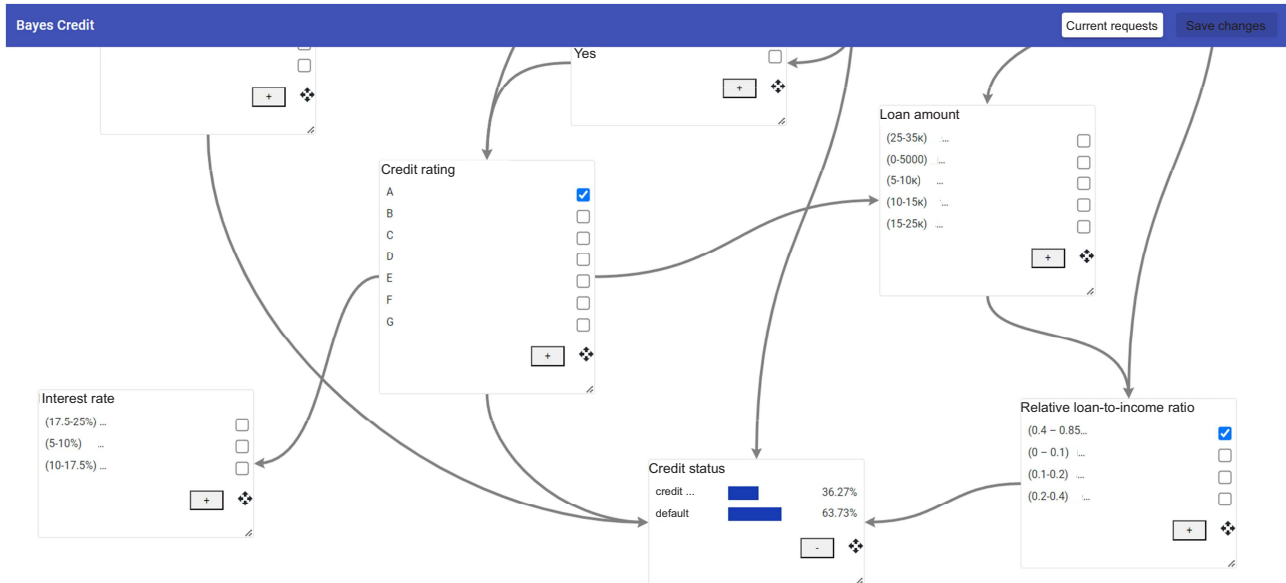 Bayes Credit
Current requests
Save changes
Yes
+
+
Loan amount
(25-35к) ...
(0-5000) ...
(5-10к) ...
(10-15к) ...
(15-25к) ...
+
Credit rating
A
B
C
D
E
F
G
+
Interest rate
(17.5-25%) ...
(5-10%) ...
(10-17.5%) ...
+
Credit status
credit ... 36.27%
default 63.73%
-
Relative loan-to-income ratio
(0.4 – 0.85...
(0 – 0.1) ...
(0.1-0.2) ...
(0.2-0.4) ...
+